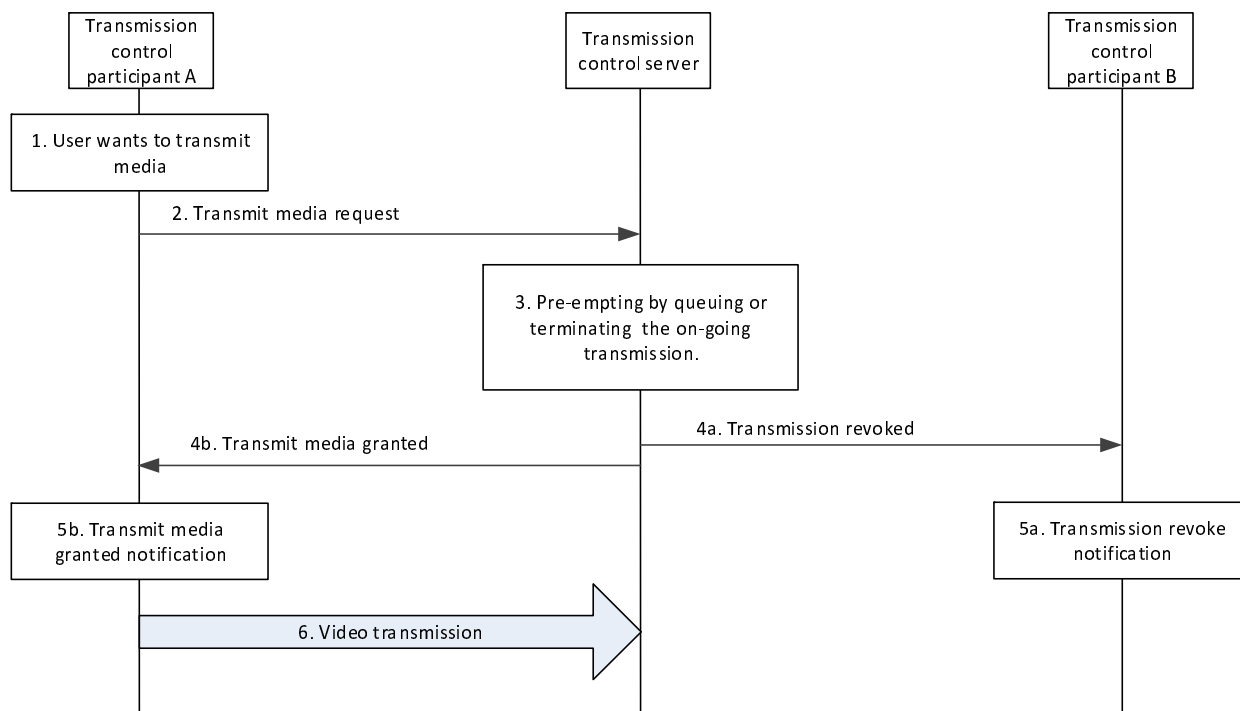 Transmission
control
participant A
Transmission
control server
Transmission
control
participant B
1. User wants to transmit
media
2. Transmit media request
3. Pre-empting by queuing or
terminating the on-going
transmission.
4a. Transmission revoked
4b. Transmit media granted
5b. Transmit media
granted notification
5a. Transmission revoke
notification
6. Video transmission